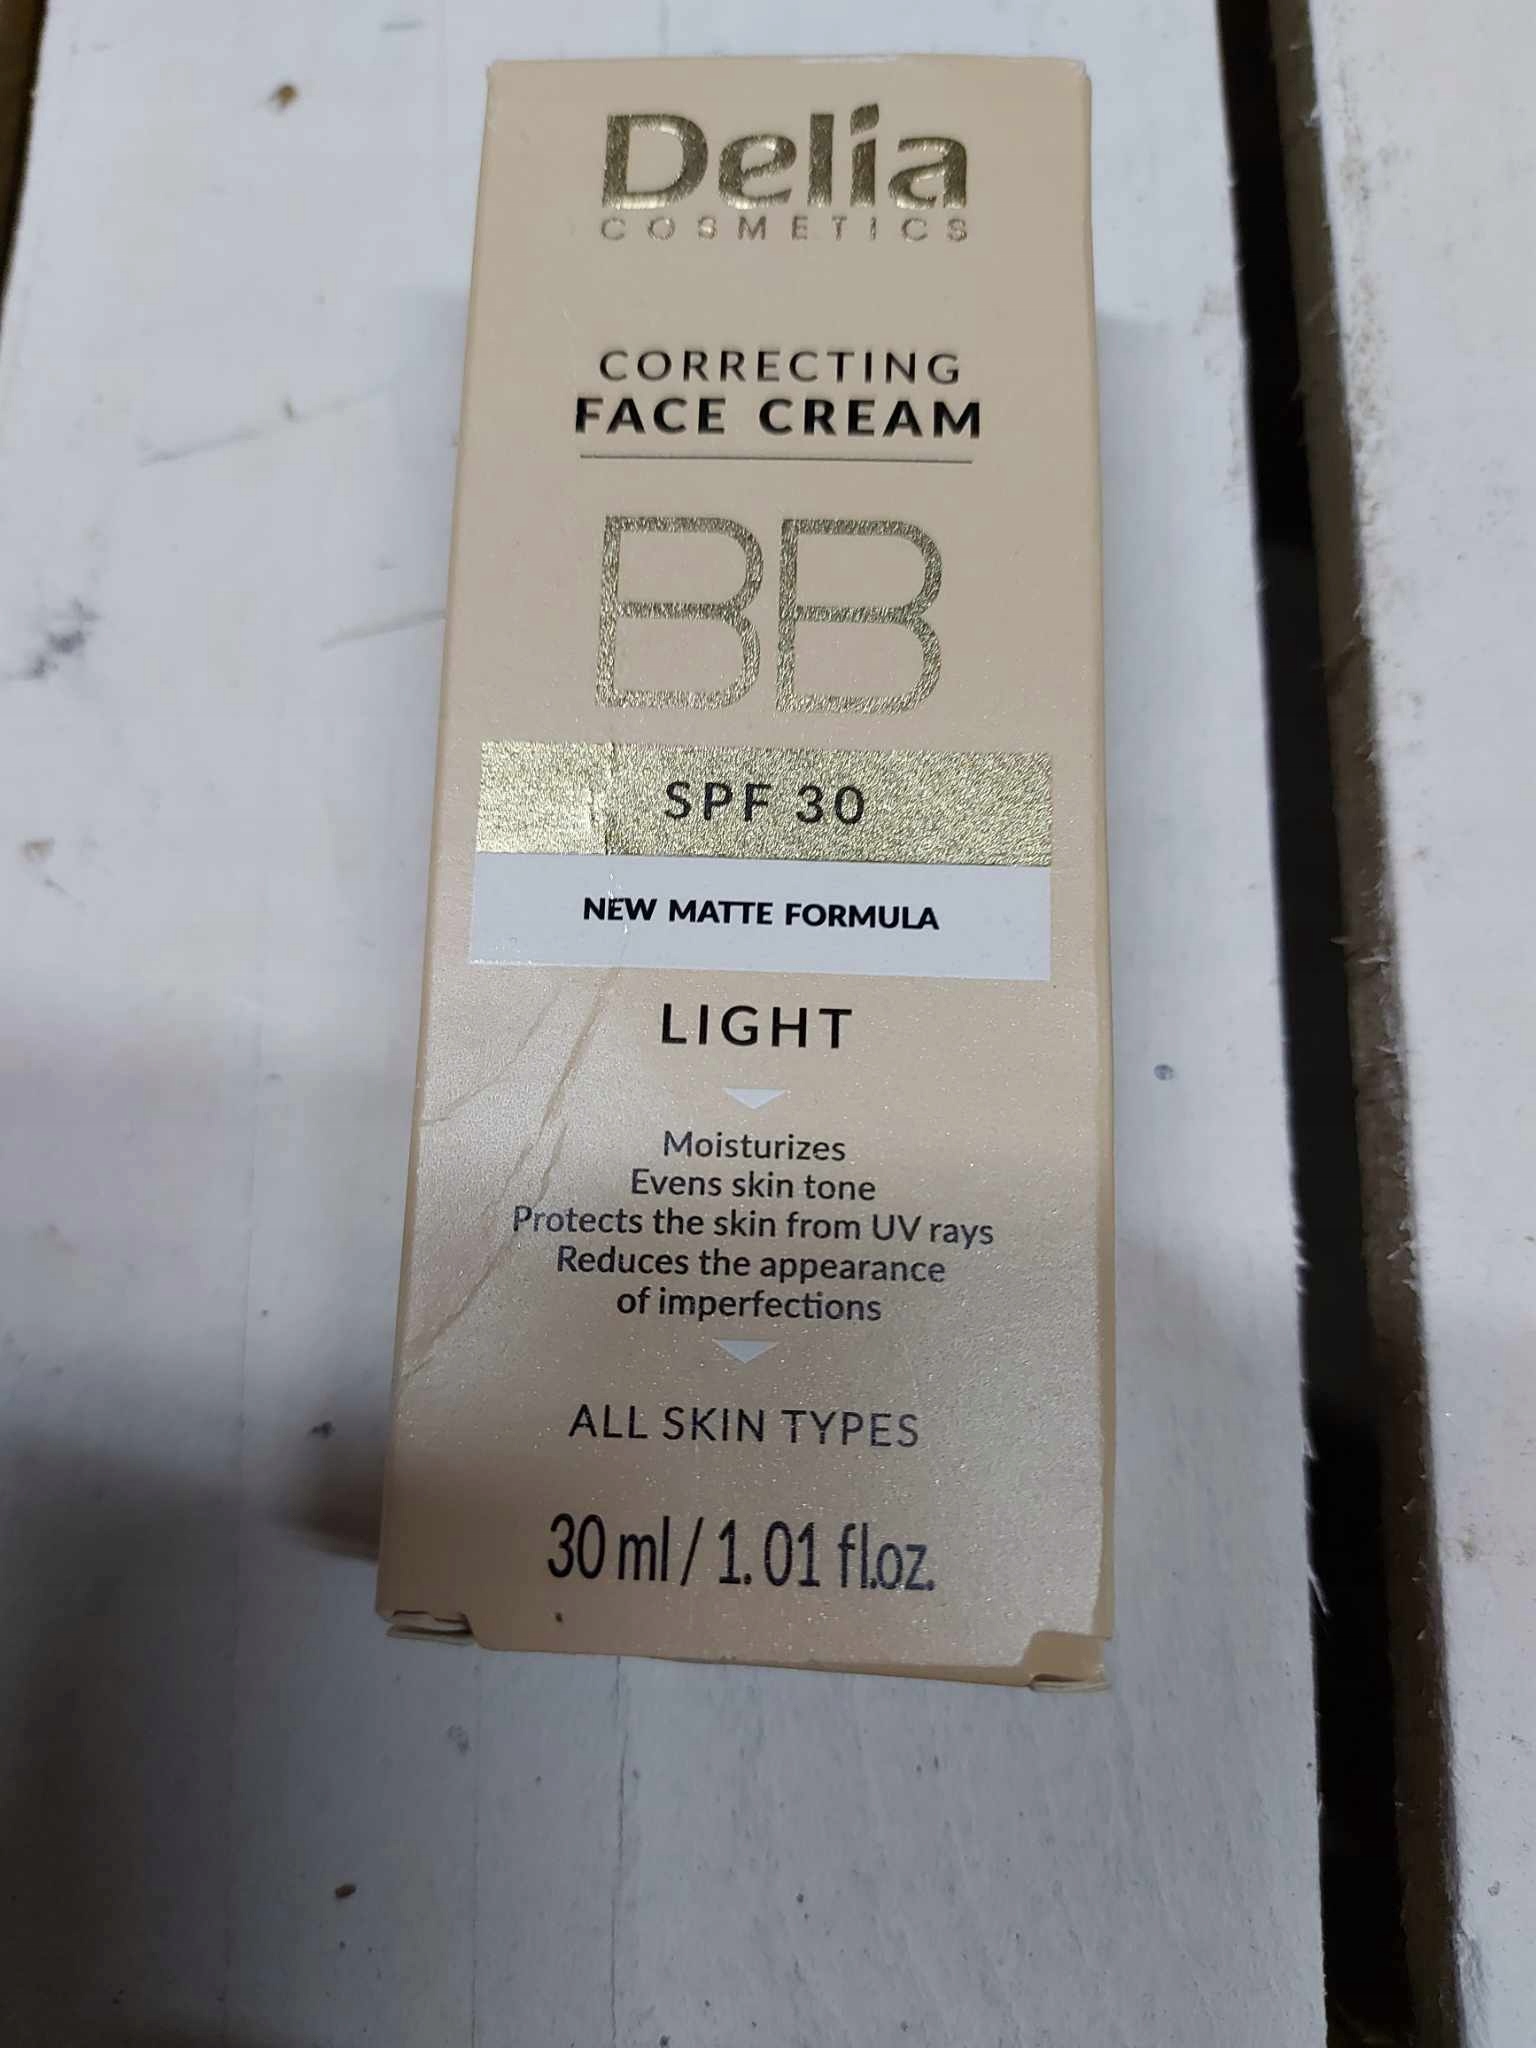 Delia
COSMETICS
CORRECTING
FACE CREAM
BB
SPF 30
NEW MATTE FORMULA
LIGHT
Moisturizes
Evens skin tone
Protects the skin from UV rays
Reduces the appearance
of imperfections
ALL SKIN TYPES
30 ml / 1. 01 fl.oz.